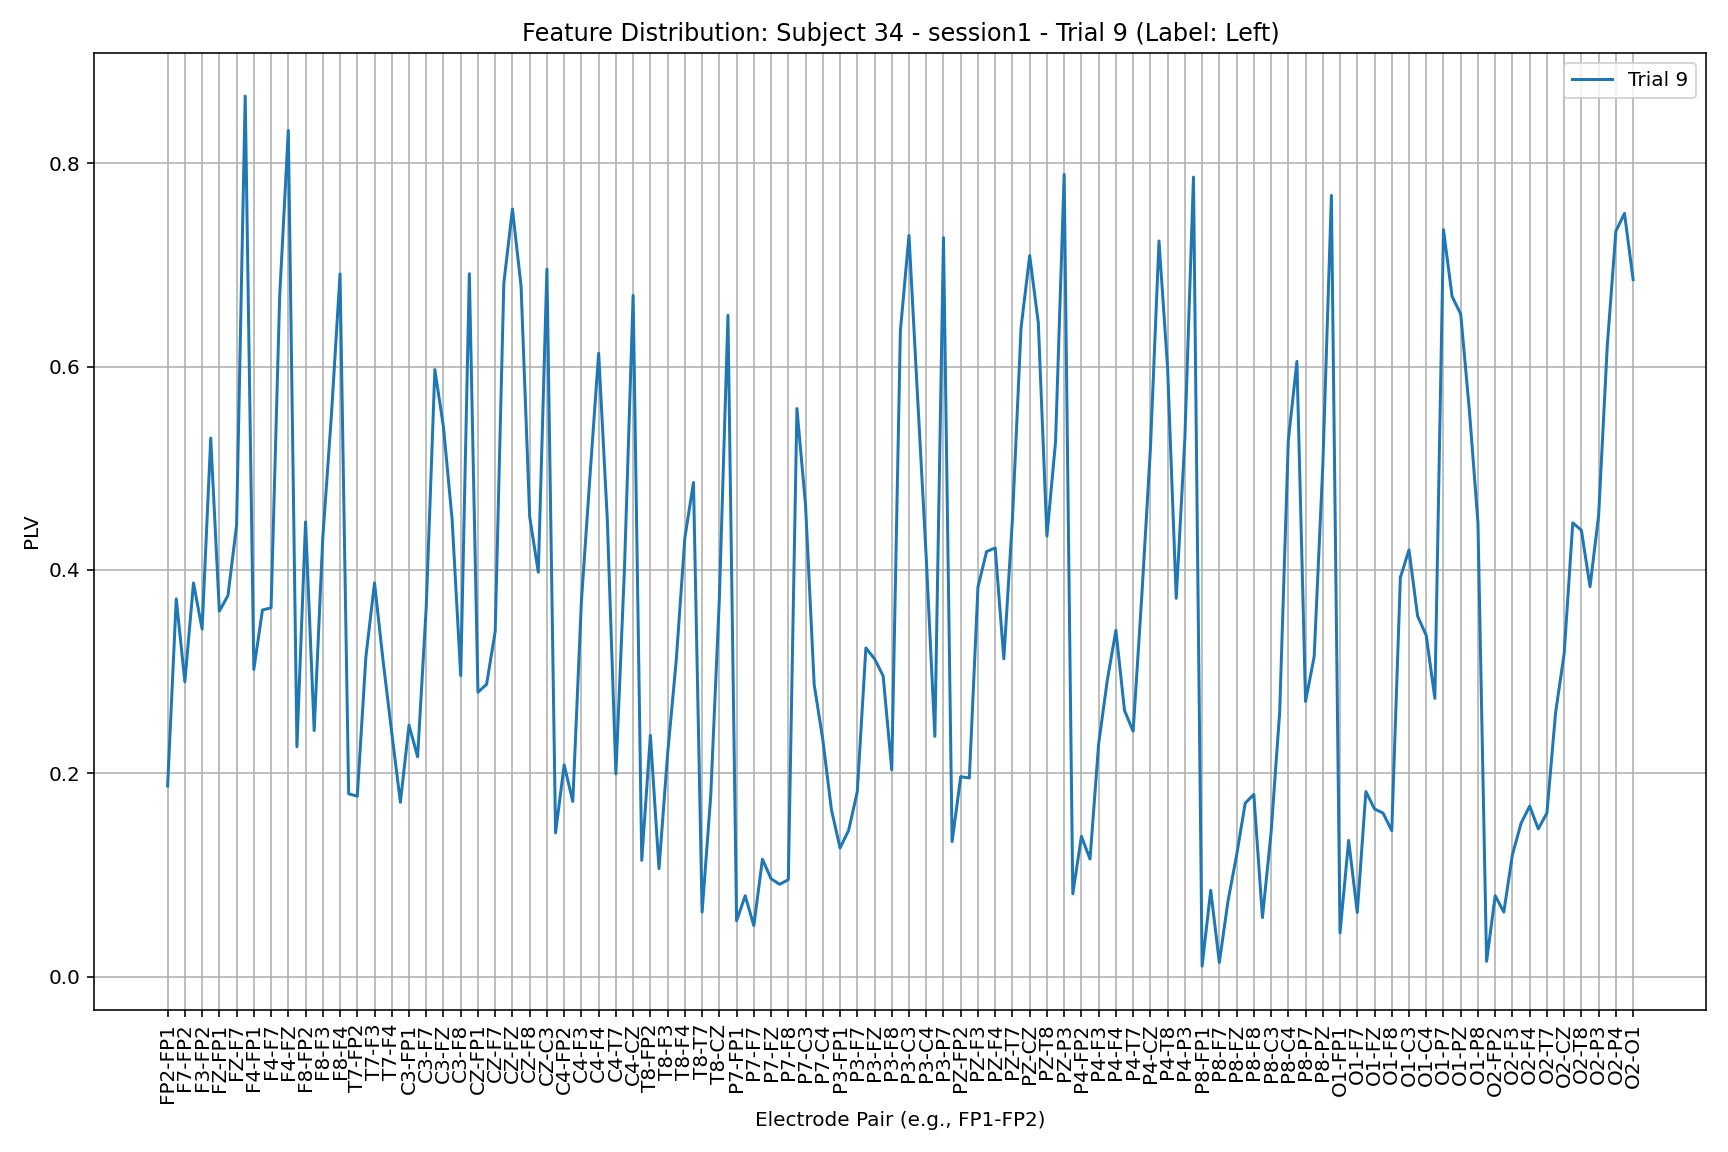 Feature Distribution: Subject 34 - session1 - Trial 9 (Label: Left)
Trial 9
PLV
0.8
0.6
0.4
0.2
0.0
FP2-FP1
F7-FP2
F3-FP2
FZ-FP1
FZ-F7
F4-FP1
F4-F7
F4-FZ
F8-FP2
F8-F3
F8-F4
T7-FP2
T7-F3
T7-F4
C3-FP1
C3-F7
C3-FZ
C3-F8
CZ-FP1
CZ-F7
CZ-FZ
CZ-F8
CZ-C3
C4-FP2
C4-F3
C4-F4
C4-T7
C4-CZ
T8-FP2
T8-F3
T8-F4
T8-T7
T8-CZ
P7-FP1
P7-F7
P7-FZ
P7-F8
P7-C3
P7-C4
P3-FP1
P3-F7
P3-FZ
P3-F8
P3-C3
P3-C4
P3-P7
PZ-FP2
PZ-F3
PZ-F4
PZ-T7
PZ-CZ
PZ-T8
PZ-P3
P4-FP2
P4-F3
P4-F4
P4-T7
P4-CZ
P4-T8
P4-P3
P8-FP1
P8-F7
P8-FZ
P8-F8
P8-C3
P8-C4
P8-P7
P8-PZ
O1-FP1
O1-F7
O1-FZ
O1-F8
O1-C3
O1-C4
O1-P7
O1-PZ
O1-P8
O2-FP2
O2-F3
O2-F4
O2-T7
O2-CZ
O2-T8
O2-P3
O2-P4
O2-O1
Electrode Pair (e.g., FP1-FP2)